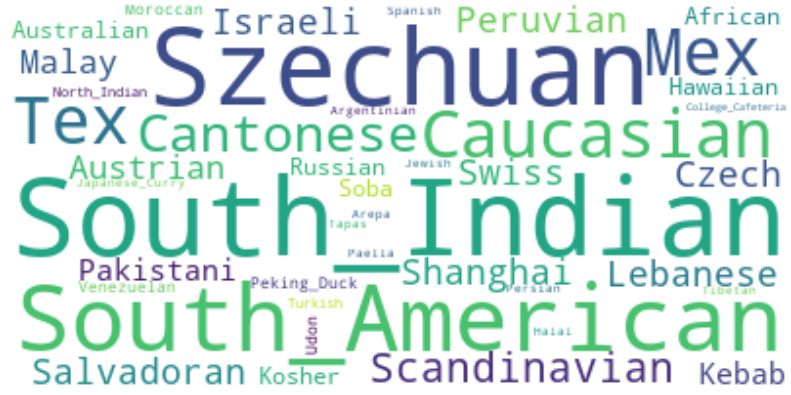 Moroccan
Spanish
African
Australian
Israeli
Peruvian
Szechuan
Mex
Malay
Hawaiian
North_Indian
College_Cafeteria
Tex
Argentinian
Cantonese
Caucasian
Austrian
Russian
Jewish
Swiss
Czech
Japanese_Curry
Soba
South_Indian
Arepa
Tapas
Paella
Pakistani
Shanghai
Lebanese
Peking_Duck
Venezuelan
Persian
Tibetan
Turkish
South_American
Udon
Halal
Salvadoran
Kosher
Scandinavian
Kebab